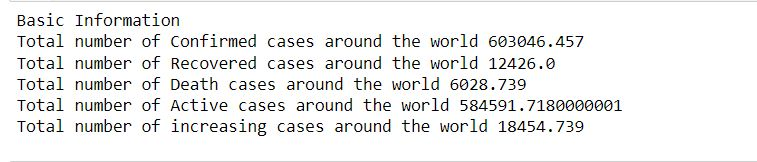 Basic Information
Total number of Confirmed cases around the world 603046.457
Total number of Recovered cases around the world 12426.0
Total number of Death cases around the world 6028.739
Total number of Active cases around the world 584591.7180000001
Total number of increasing cases around the world 18454.739